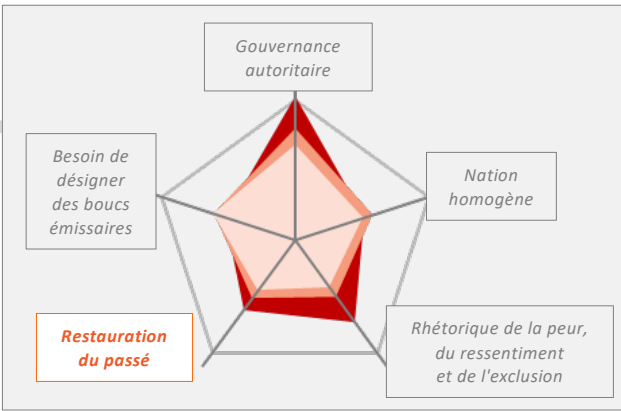 Gouvernance
autoritaire
Besoin de
désigner
des boucs
émissaires
Nation
homogène
Restauration
du passé
Rhétorique de la peur,
du ressentiment
et de l'exclusion